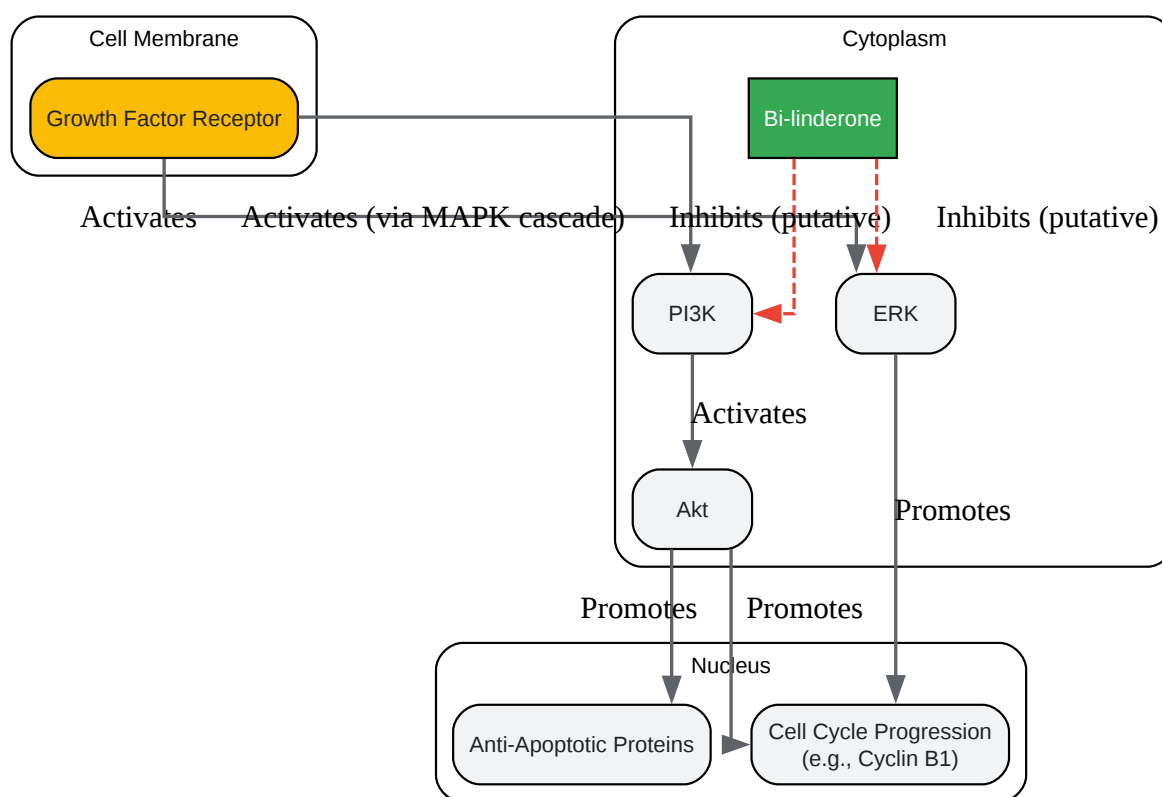 Cell Membrane
Cytoplasm
Growth Factor Receptor
Bi-linderone
Activates
Activates (via MAPK cascade)
Inhibits (putative)
Inhibits (putative)
PI3K
ERK
Activates
Akt
Promotes
Promotes
Promotes
Nucleus
Anti-Apoptotic Proteins
Cell Cycle Progression
(e.g., Cyclin B1)